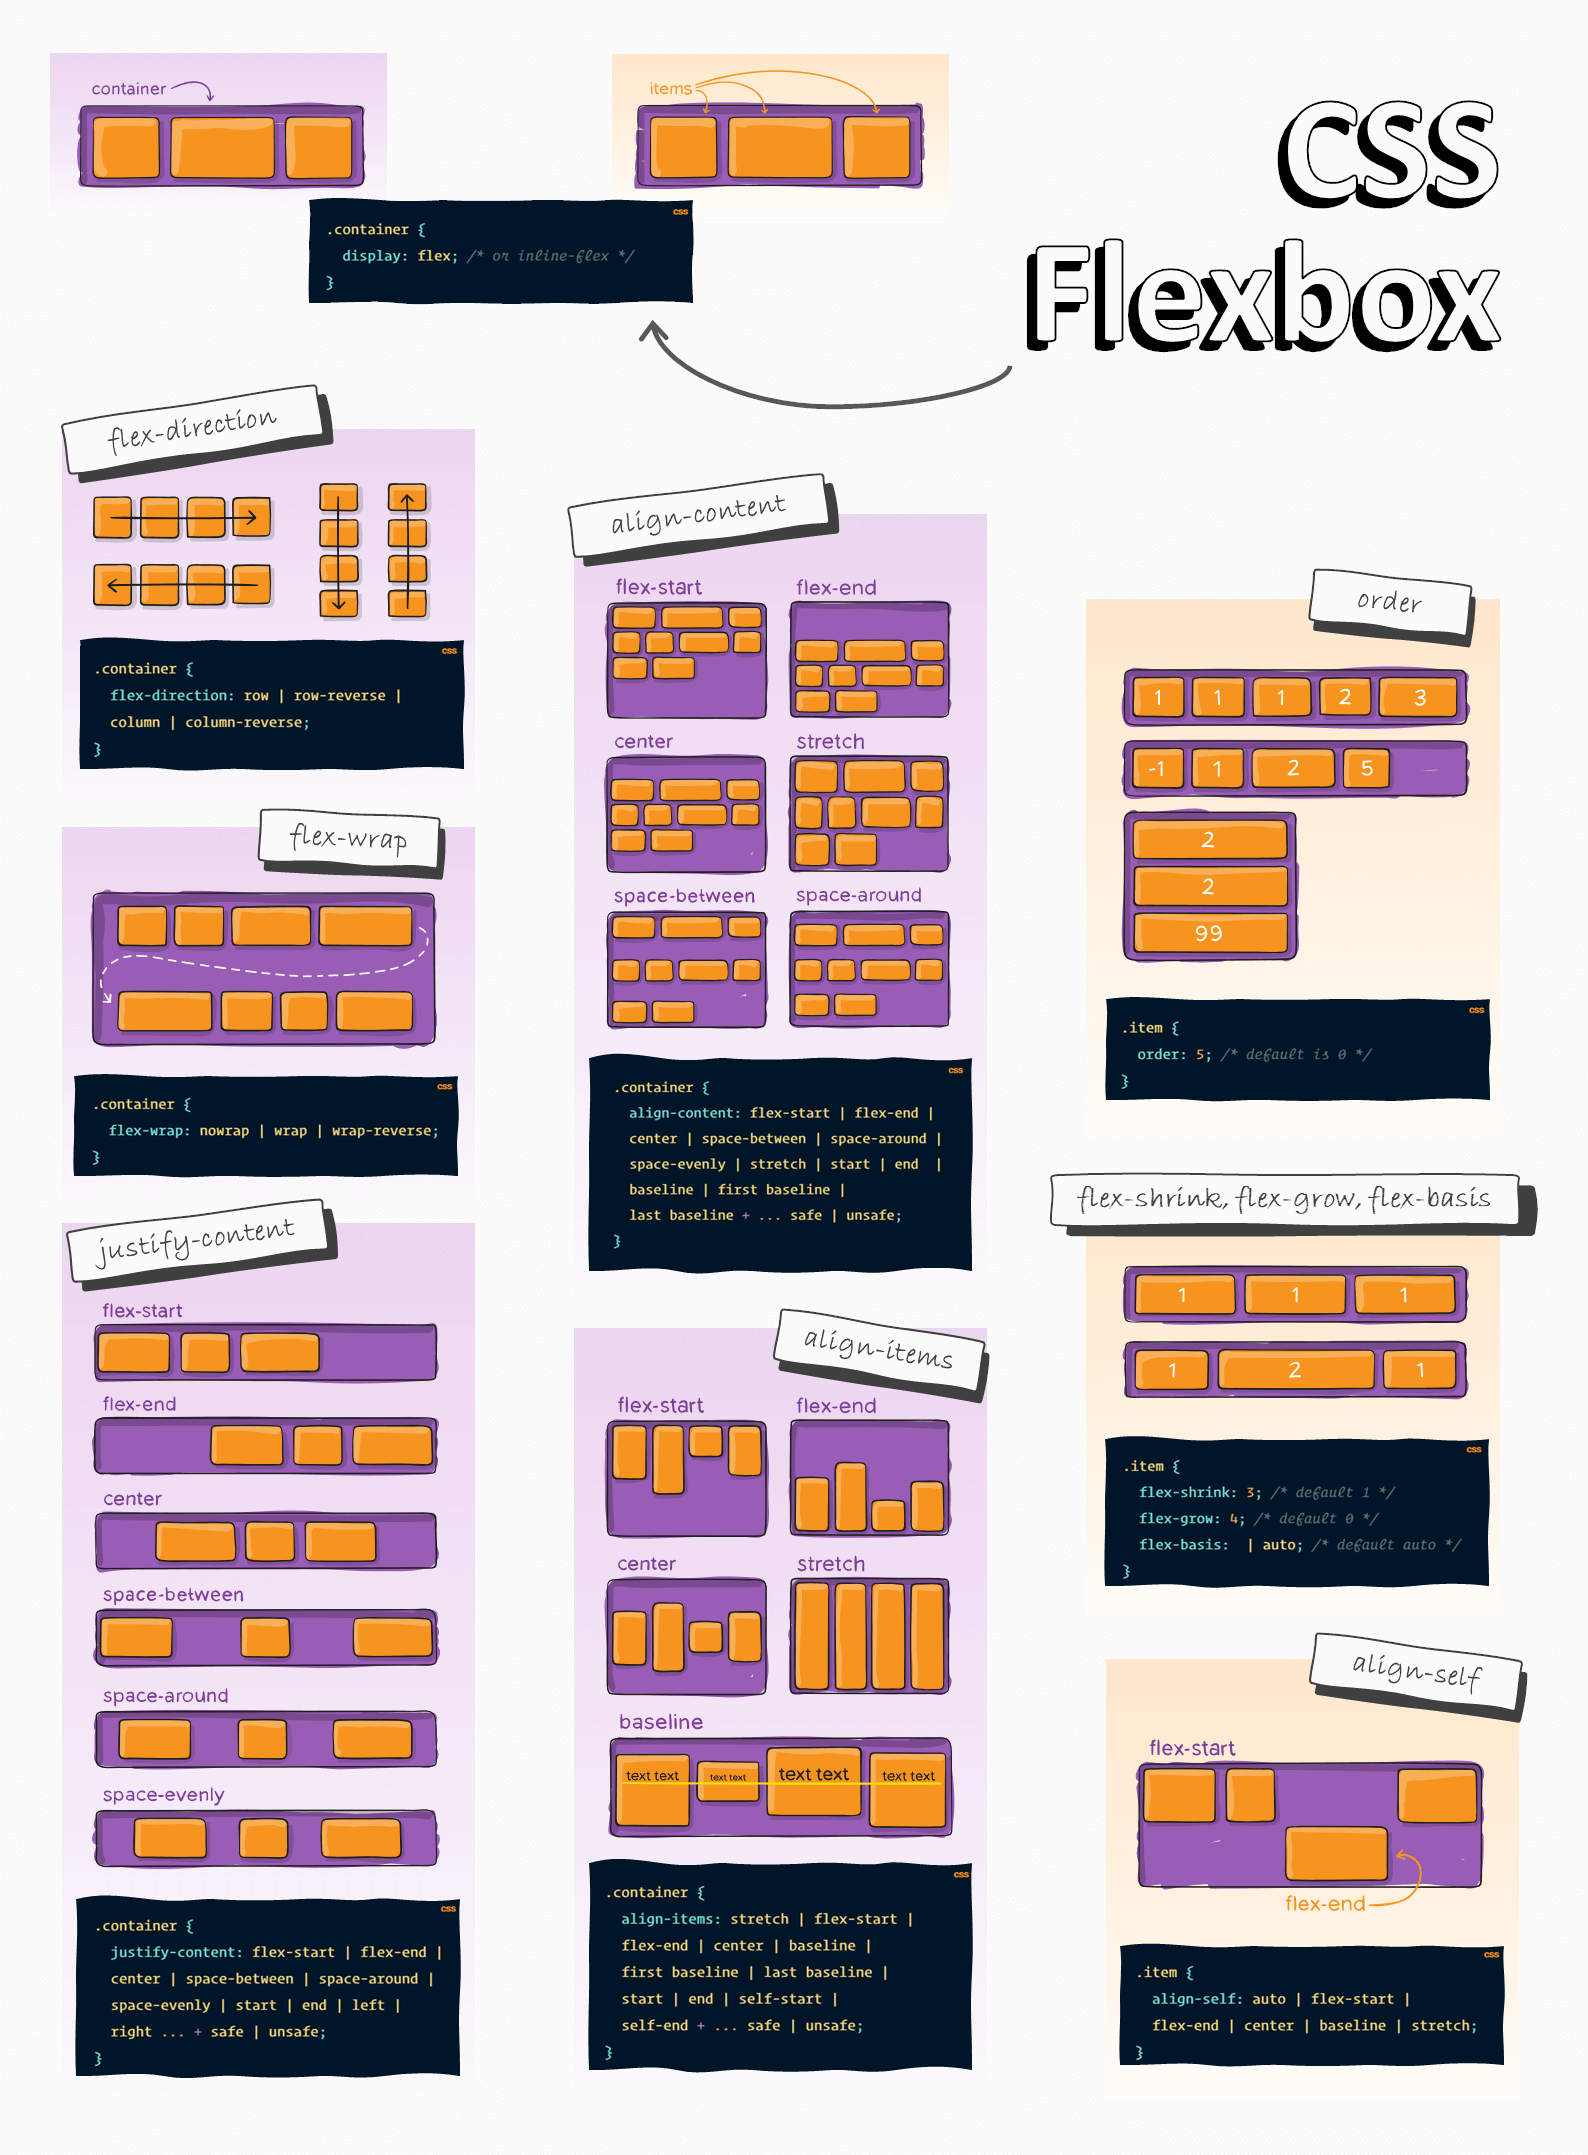 container
items
CSS
Flexbox
css
.container {
display: flex; /* or inline-flex */
}
flex-direction
css
.container {
flex-direction: row | row-reverse |
column | column-reverse;
}
flex-wrap
css
.container {
flex-wrap: nowrap | wrap | wrap-reverse;
}
justify-content
flex-start
flex-end
center
space-between
space-around
space-evenly
css
.container {
justify-content: flex-start | flex-end |
center | space-between | space-around |
space-evenly | start | end | left |
right ... + safe | unsafe;
}
align-content
flex-start
flex-end
center
stretch
space-between
space-around
css
.container {
align-content: flex-start | flex-end |
center | space-between | space-around |
space-evenly | stretch | start | end |
baseline | first baseline |
last baseline + ... safe | unsafe;
}
align-items
flex-start
flex-end
center
stretch
baseline
text text
text text
text text
text text
css
.container {
align-items: stretch | flex-start |
flex-end | center | baseline |
first baseline | last baseline |
start | end | self-start |
self-end + ... safe | unsafe;
}
order
1 1 1 2 3
-1 1 2 5
2
2
99
css
.item {
order: 5; /* default is 0 */
}
flex-shrink, flex-grow, flex-basis
1 1 1
1 2 1
css
.item {
flex-shrink: 3; /* default 1 */
flex-grow: 4; /* default 0 */
flex-basis: | auto; /* default auto */
}
align-self
flex-start
flex-end
css
.item {
align-self: auto | flex-start |
flex-end | center | baseline | stretch;
}